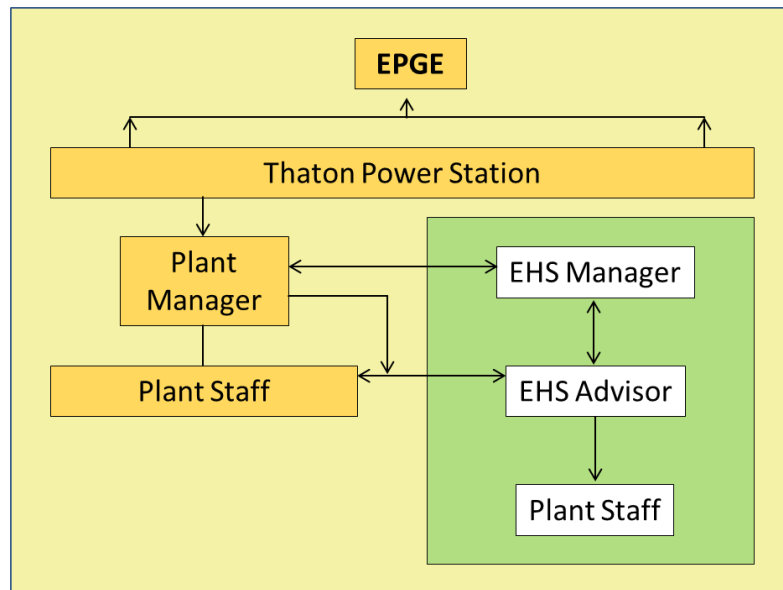 EPGE
Thaton Power Station
Plant
Manager
EHS Manager
Plant Staff
EHS Advisor
Plant Staff